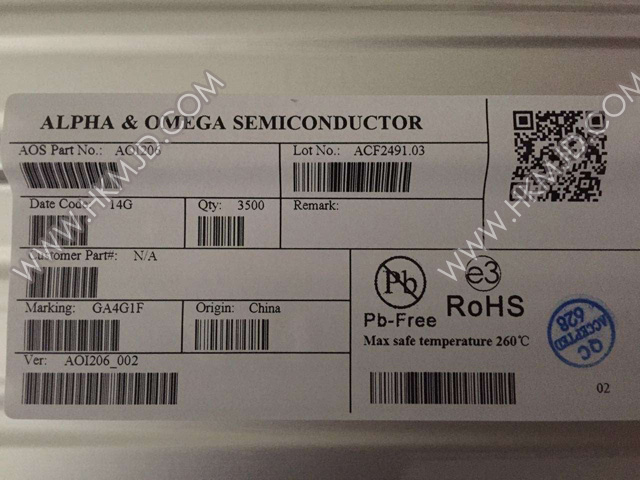 ALPHA & OMEGA SEMICONDUCTOR
AOS Part No.: AOI206
Lot No.: ACF2491.03
Date Code: 14G
Qty: 3500
Remark:
Customer Part#: N/A
Marking: GA4G1F
Origin: China
Ver: AOI206_002
Pb
Pb-Free
e3
RoHS
Max safe temperature 260℃
QC
ACCEPTED
628
02
WWW.HKMJD.COM
WWW.HKMJD.COM